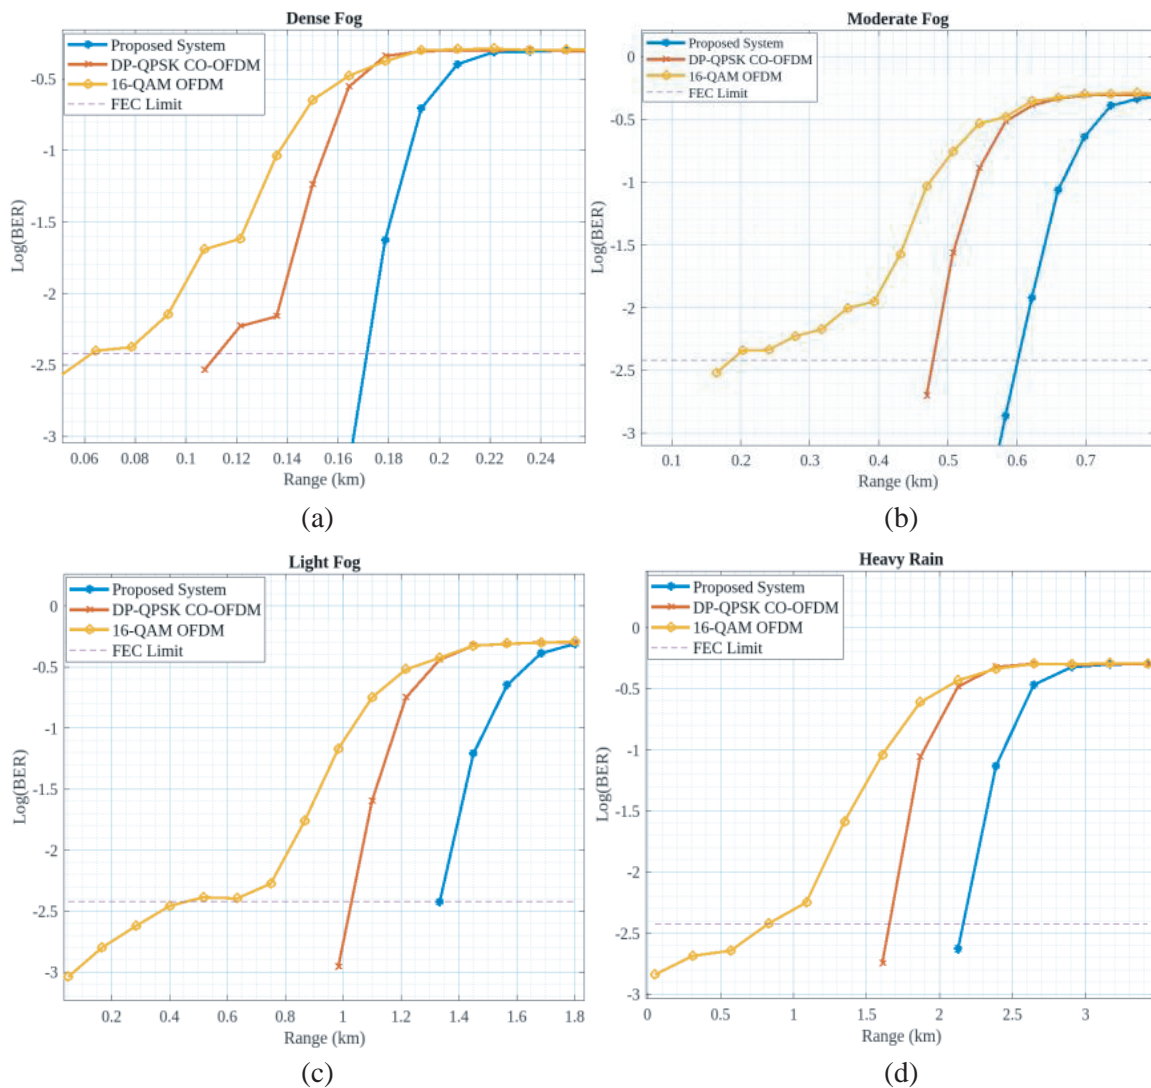 Dense Fog
Proposed System
DP-QPSK CO-OFDM
16-QAM OFDM
FEC Limit
-0.5
-1
-1.5
-2
-2.5
-3
Log(BER)
0.06 0.08 0.1 0.12 0.14 0.16 0.18 0.2 0.22 0.24
Range (km)
(a)
Moderate Fog
Proposed System
DP-QPSK CO-OFDM
16-QAM OFDM
FEC Limit
0
-0.5
-1
-1.5
-2
-2.5
-3
Log(BER)
0.1 0.2 0.3 0.4 0.5 0.6 0.7
Range (km)
(b)
Light Fog
Proposed System
DP-QPSK CO-OFDM
16-QAM OFDM
FEC Limit
0
-0.5
-1
-1.5
-2
-2.5
-3
Log(BER)
0.2 0.4 0.6 0.8 1 1.2 1.4 1.6 1.8
Range (km)
(c)
Heavy Rain
Proposed System
DP-QPSK CO-OFDM
16-QAM OFDM
FEC Limit
0
-0.5
-1
-1.5
-2
-2.5
-3
Log(BER)
0 0.5 1 1.5 2 2.5 3
Range (km)
(d)